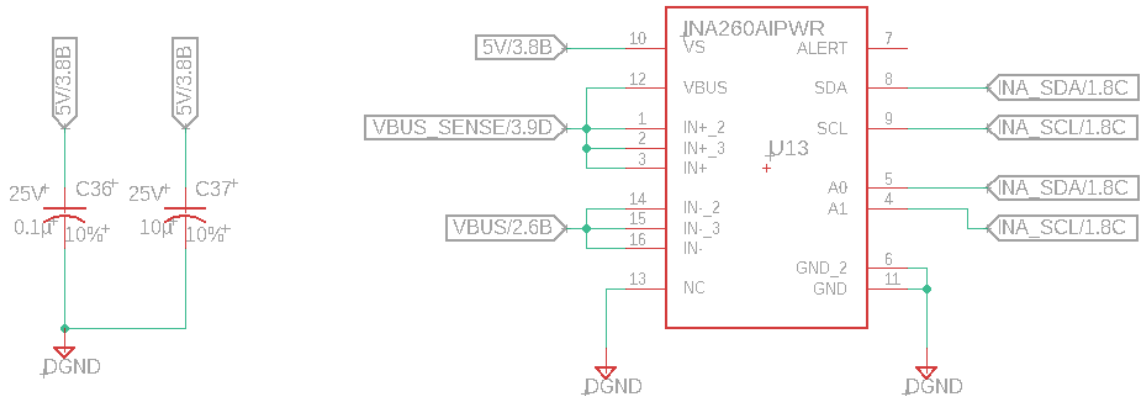 5V/3.8B
5V/3.8B
25V
C36
0.1µ
10%
25V
C37
10µ
10%
DGND
INA260AIPWR
U13
5V/3.8B
10
VS
12
VBUS
VBUS_SENSE/3.9D
1
IN+_2
2
IN+_3
3
IN+
VBUS/2.6B
14
IN-_2
15
IN-_3
16
IN-
13
NC
DGND
ALERT
7
SDA
8
INA_SDA/1.8C
SCL
9
INA_SCL/1.8C
A0
5
INA_SDA/1.8C
A1
4
INA_SCL/1.8C
GND_2
6
GND
11
DGND